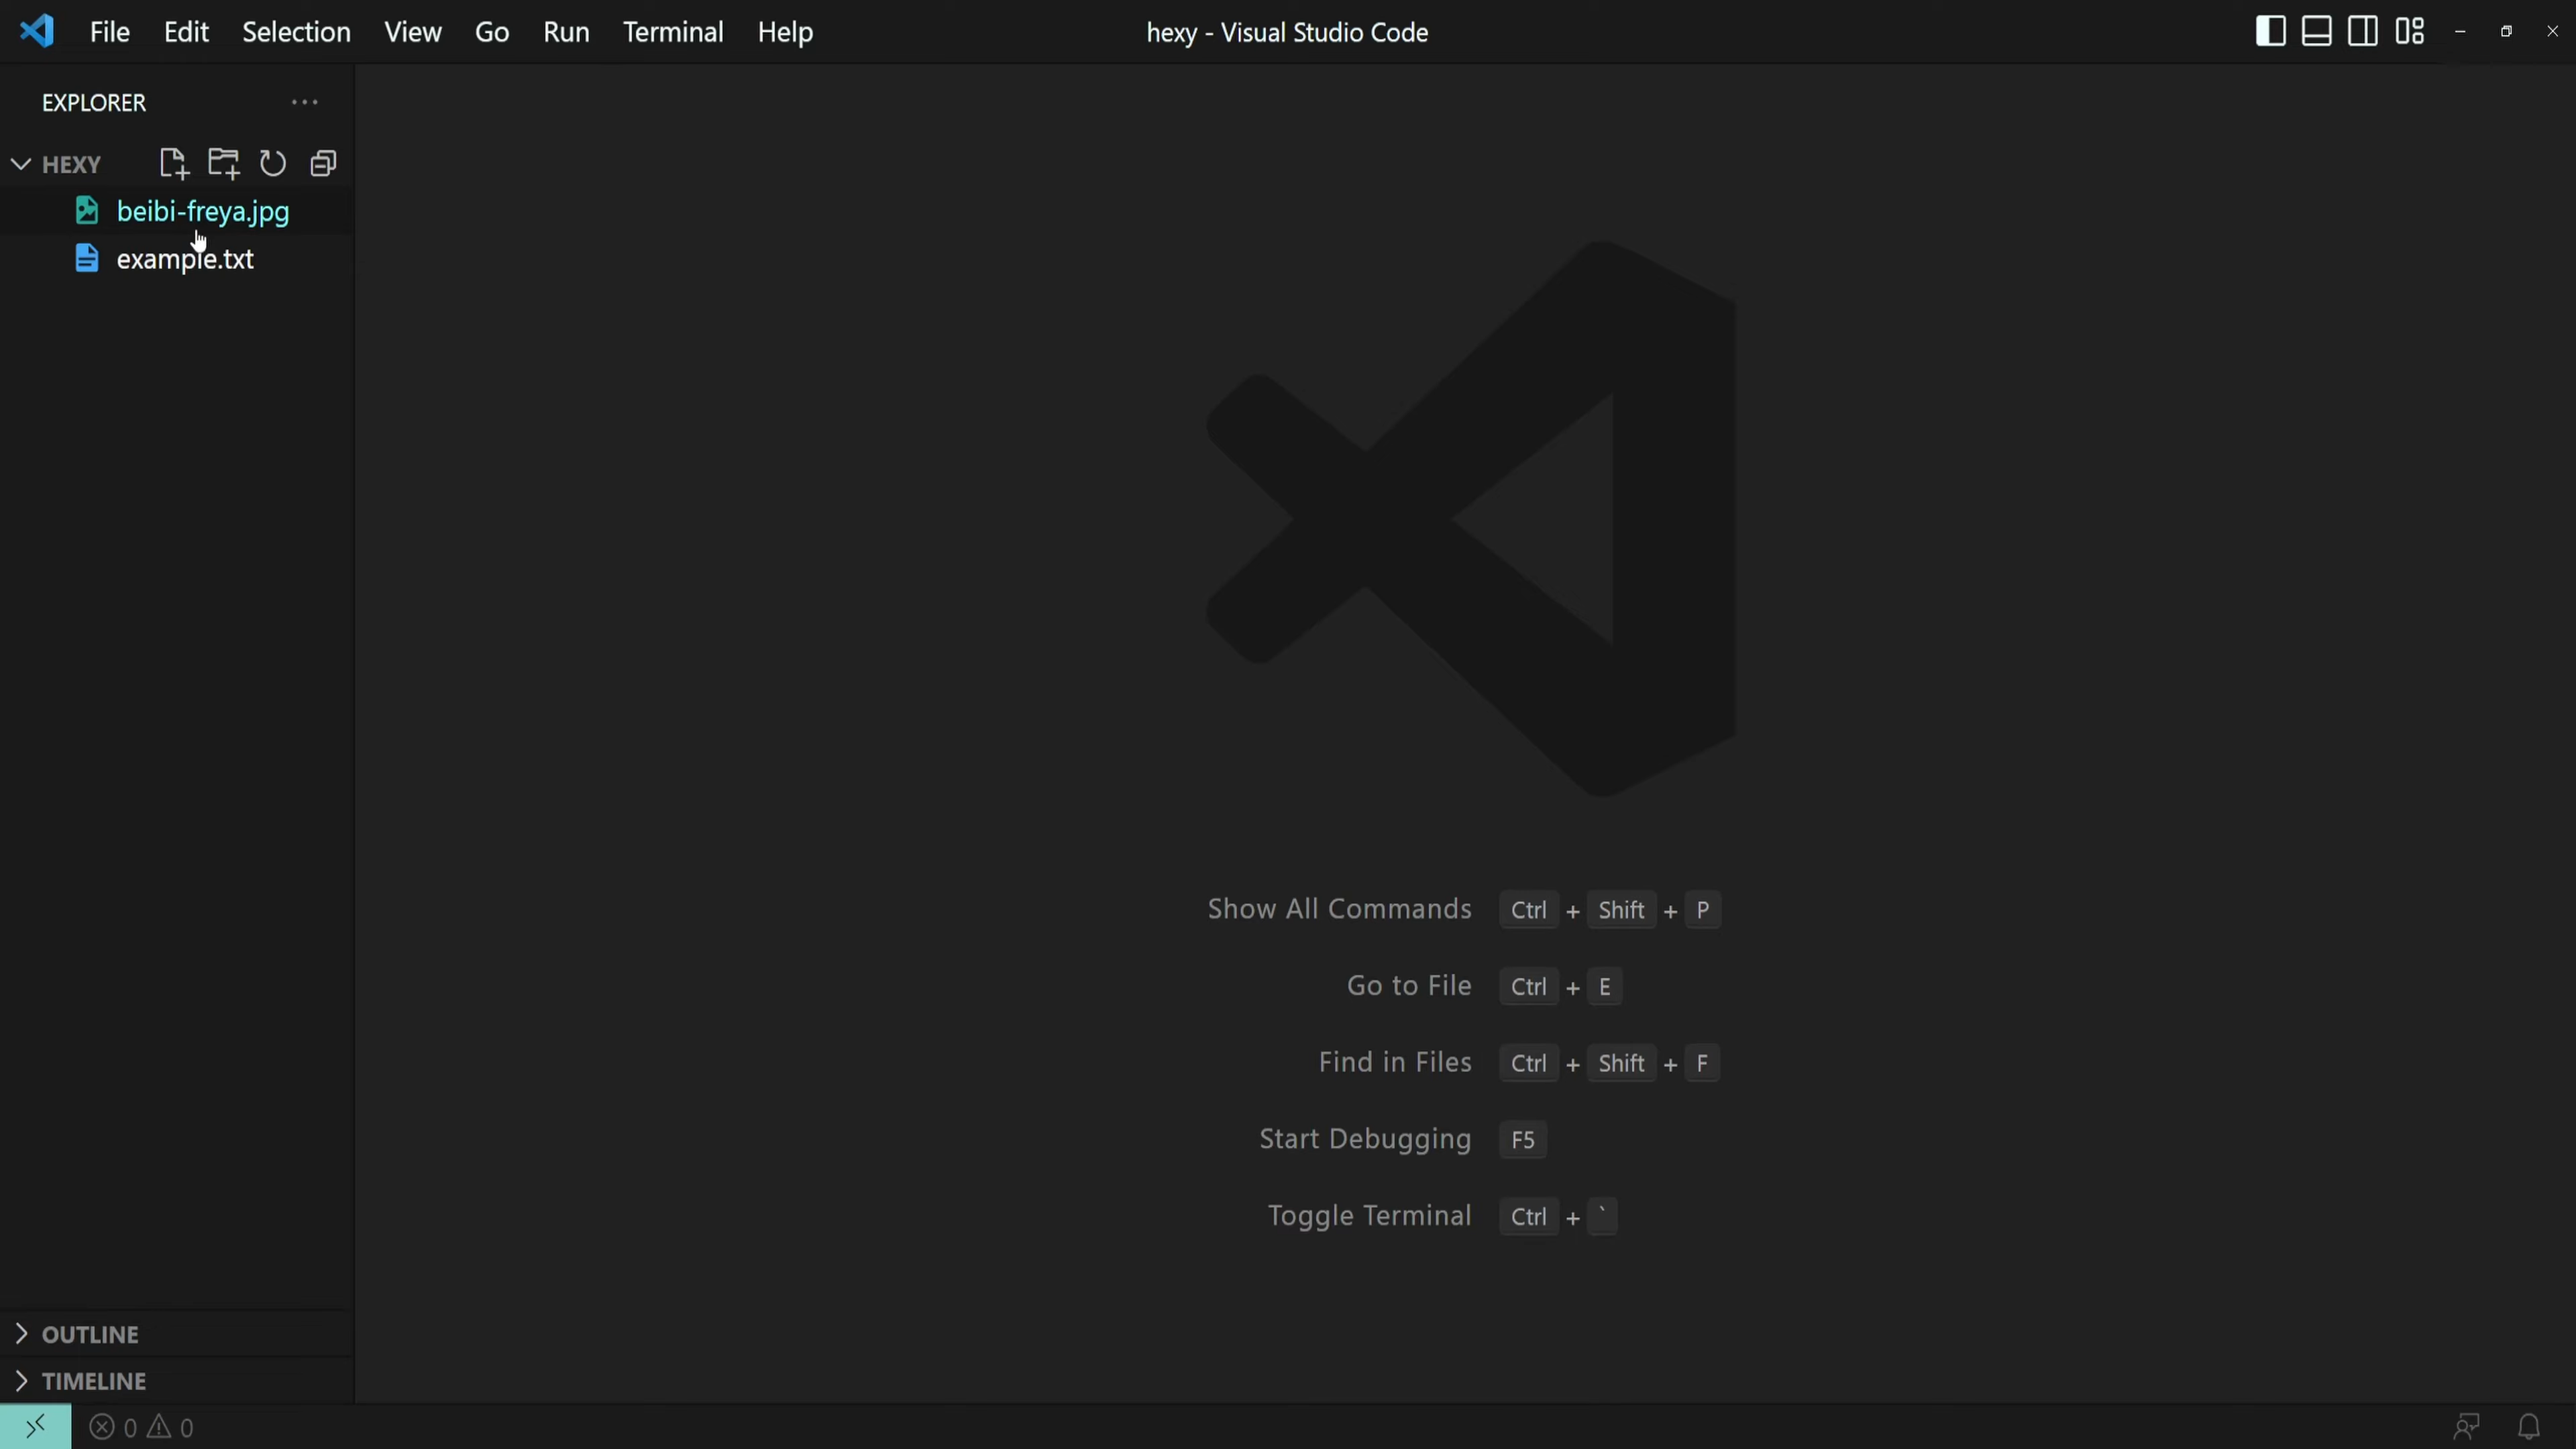 File Edit Selection View Go Run Terminal Help hexy - Visual Studio Code
EXPLORER
HEXY
beibi-freya.jpg
example.txt
Show All Commands Ctrl + Shift + P
Go to File Ctrl + E
Find in Files Ctrl + Shift + F
Start Debugging F5
Toggle Terminal Ctrl + `
OUTLINE
TIMELINE
0 0